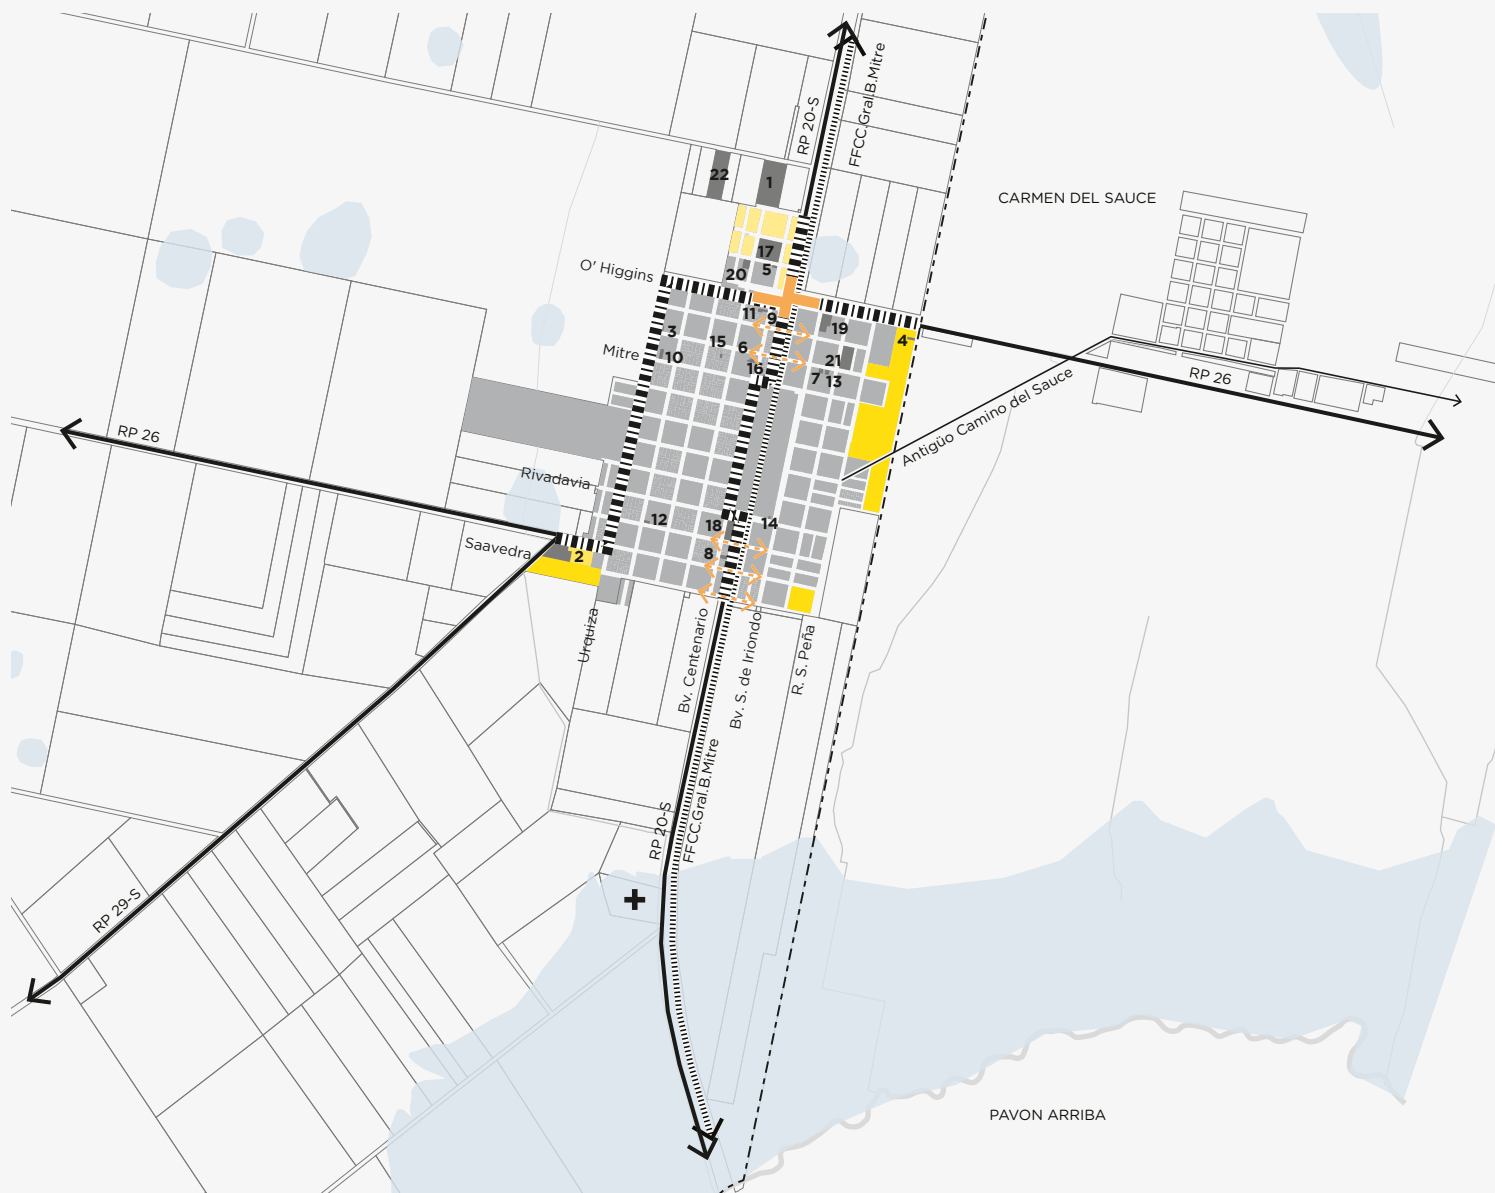 RP 20-S
FFCC.Gral.B.Mitre
22
1
CARMEN DEL SAUCE
17
5
20
O' Higgins
11
9
19
3
15
6
4
Mitre
10
16
21
7
13
RP 26
Antigüo Camino del Sauce
RP 26
Rivadavia
12
18
14
Saavedra
2
8
Urquiza
Bv. Centenario
Bv. S. de Iriondo
R. S. Peña
RP 20-S
FFCC.Gral.B.Mitre
RP 29-S
PAVON ARRIBA